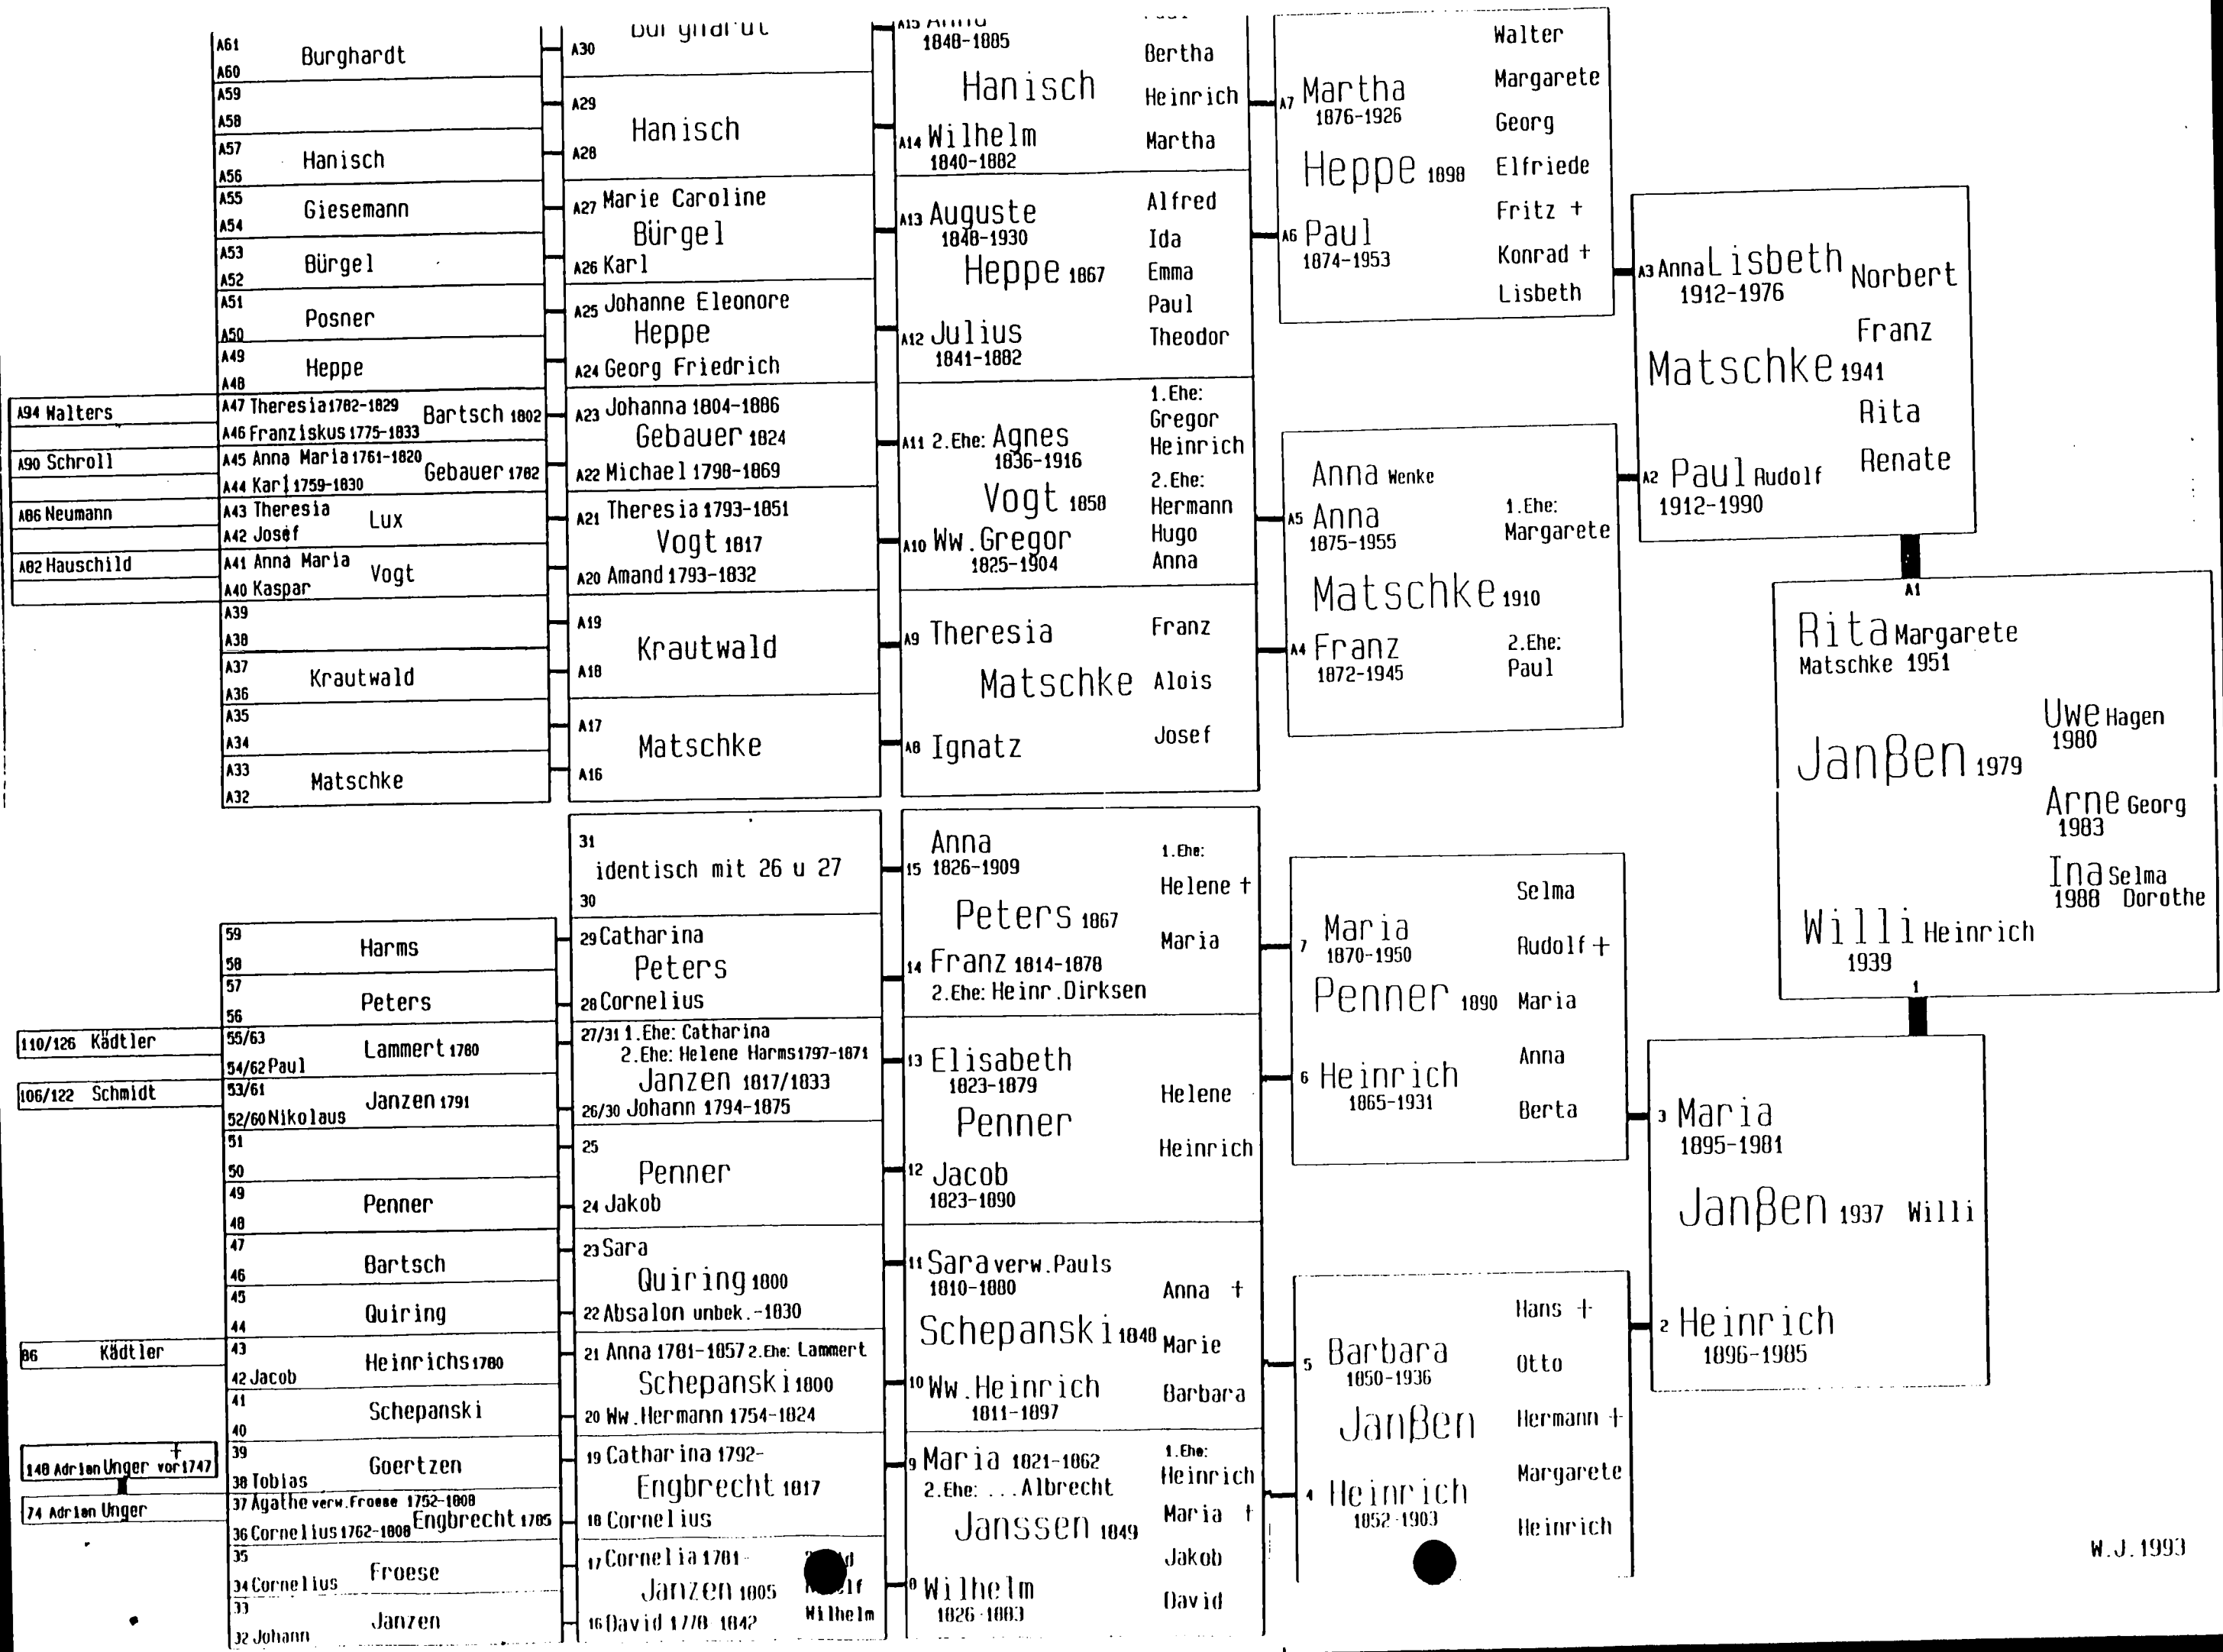 A61
Burghardt
A60
A59
A58
A57
Hanisch
A56
A55
Giesemann
A54
A53
Bürgel
A52
A51
Posner
A50
A49
Heppe
A48
A94 Walters
A47 Theresia 1782-1829
Bartsch 1802
A46 Franziskus 1775-1833
A90 Schroll
A45 Anna Maria 1761-1820
Gebauer 1782
A44 Karl 1759-1830
A86 Neumann
A43 Theresia
Lux
A42 Josef
A82 Hauschild
A41 Anna Maria
Vogt
A40 Kaspar
A39
A38
A37
Krautwald
A36
A35
A34
A33
Matschke
A32
Burghardt
A30
A29
Hanisch
A28
A27 Marie Caroline
Bürgel
A26 Karl
A25 Johanne Eleonore
Heppe
A24 Georg Friedrich
A23 Johanna 1804-1886
Gebauer 1824
A22 Michael 1798-1869
A21 Theresia 1793-1851
Vogt 1817
A20 Amand 1793-1832
A19
Krautwald
A18
A17
Matschke
A16
A15 Anna
1848-1885
Bertha
Hanisch
Heinrich
A14 Wilhelm
1840-1882
Martha
A13 Auguste
1848-1930
Heppe 1867
A12 Julius
1841-1882
Alfred
Ida
Emma
Paul
Theodor
A11 2.Ehe: Agnes
1836-1916
Vogt 1858
A10 Ww.Gregor
1825-1904
1.Ehe:
Gregor
Heinrich
2.Ehe:
Hermann
Hugo
Anna
A9 Theresia
Matschke
A8 Ignatz
Franz
Alois
Josef
A7 Martha
1876-1926
Heppe 1898
A6 Paul
1874-1953
Walter
Margarete
Georg
Elfriede
Fritz +
Konrad +
Lisbeth
Anna Wenke
A5 Anna
1875-1955
Matschke 1910
A4 Franz
1872-1945
1.Ehe:
Margarete
2.Ehe:
Paul
A3 Anna Lisbeth
1912-1976
Matschke 1941
A2 Paul Rudolf
1912-1990
Norbert
Franz
Rita
Renate
A1
Rita Margarete
Matschke 1951
Janßen 1979
Willi Heinrich
1939
1
Uwe Hagen
1980
Arne Georg
1983
Ina Selma
1988 Dorothe
59
Harms
58
57
Peters
56
110/126 Kädtler
55/63
Lammert 1780
54/62 Paul
106/122 Schmidt
53/61
Janzen 1791
52/60 Nikolaus
51
50
49
Penner
48
47
Bartsch
46
45
Quiring
44
86 Kädtler
43
Heinrichs 1780
42 Jacob
41
Schepanski
40
39
Goertzen
38 Tobias
148 Adrian Unger vor 1747 +
74 Adrian Unger
37 Agathe verw.Froese 1752-1808
Engbrecht 1785
36 Cornelius 1762-1808
35
Froese
34 Cornelius
33
Janzen
32 Johann
31
identisch mit 26 u 27
30
29 Catharina
Peters
28 Cornelius
27/31 1.Ehe: Catharina
2.Ehe: Helene Harms 1797-1871
Janzen 1817/1833
26/30 Johann 1794-1875
25
Penner
24 Jakob
23 Sara
Quiring 1800
22 Absalon unbek.-1830
21 Anna 1781-1857 2.Ehe: Lammert
Schepanski 1800
20 Ww.Hermann 1754-1824
19 Catharina 1792-
Engbrecht 1817
18 Cornelius
17 Cornelia 1781-
Janzen 1805
16 David 1778-1842
Wilhelm
15 Anna
1826-1909
Peters 1867
14 Franz 1814-1878
2.Ehe: Heinr.Dirksen
1.Ehe:
Helene +
Maria
13 Elisabeth
1823-1879
Penner
12 Jacob
1823-1890
Helene
Heinrich
11 Sara verw.Pauls
1810-1880
Schepanski 1848
10 Ww.Heinrich
1811-1897
Anna +
Marie
Barbara
9 Maria 1821-1862
2.Ehe: ...Albrecht
Janssen 1849
8 Wilhelm
1826-1883
1.Ehe:
Heinrich
Maria +
Jakob
David
7 Maria
1870-1950
Penner 1890
6 Heinrich
1865-1931
Selma
Rudolf +
Maria
Anna
Berta
5 Barbara
1850-1936
Janßen
4 Heinrich
1852-1903
Hans +
Otto
Hermann +
Margarete
Heinrich
3 Maria
1895-1981
Janßen 1937 Willi
2 Heinrich
1896-1985
W.J.1993